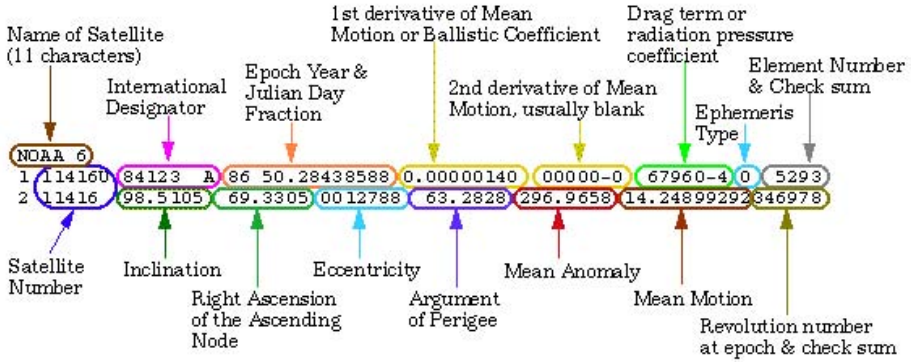 Name of Satellite
(11 characters)
International
Designator
Epoch Year &
Julian Day
Fraction
1st derivative of Mean
Motion or Ballistic Coefficient
2nd derivative of Mean
Motion, usually blank
Drag term or
radiation pressure
coefficient
Ephemeris
Type
Element Number
& Check sum
NOAA 6
1 11416U 84123 A 86 50.28438588 0.00000140 00000-0 67960-4 0 5293
2 11416 98.5105 69.3305 0012788 63.2828 296.9658 14.24899292 346978
Satellite
Number
Inclination
Right Ascension
of the Ascending
Node
Eccentricity
Argument
of Perigee
Mean Anomaly
Mean Motion
Revolution number
at epoch & check sum